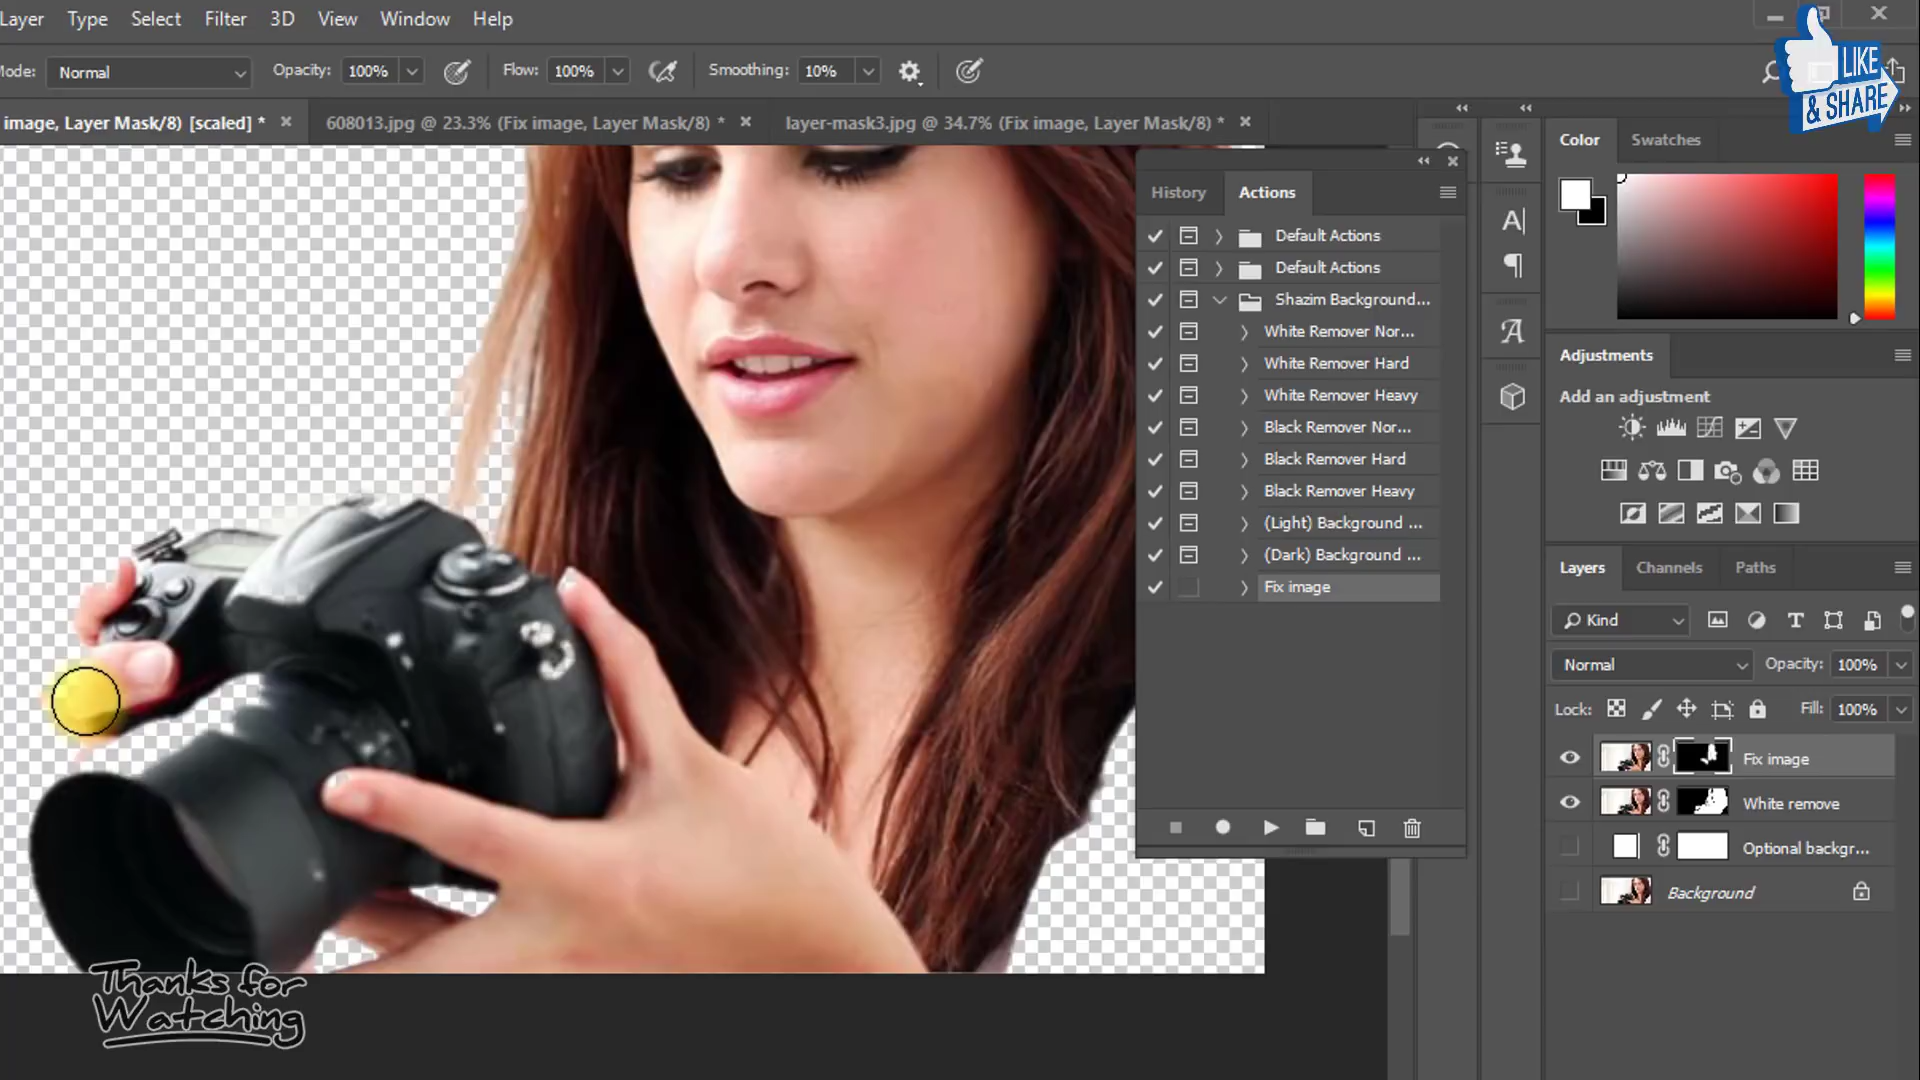 Layer Type Select Filter 3D View Window Help
Mode: Normal Opacity: 100% Flow: 100% Smoothing: 10%
LIKE
& SHARE
image, Layer Mask/8) [scaled] * 608013.jpg @ 23.3% (Fix image, Layer Mask/8) * layer-mask3.jpg @ 34.7% (Fix image, Layer Mask/8) *
Color Swatches
History Actions
Default Actions
Default Actions
Shazim Background...
White Remover Nor...
White Remover Hard
White Remover Heavy
Black Remover Nor...
Black Remover Hard
Black Remover Heavy
(Light) Background ...
(Dark) Background ...
Fix image
Adjustments
Add an adjustment
Layers Channels Paths
Kind
Normal Opacity: 100%
Lock: Fill: 100%
Fix image
White remove
Optional backgr...
Background
Thanks for
Watching